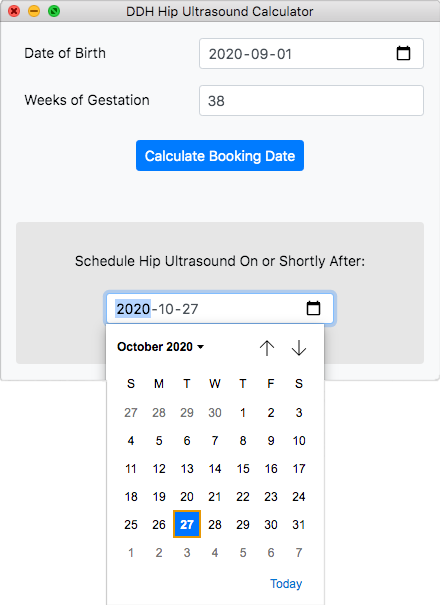 DDH Hip Ultrasound Calculator
Date of Birth 2020-09-01
Weeks of Gestation 38
Calculate Booking Date
Schedule Hip Ultrasound On or Shortly After:
2020-10-27
October 2020
S M T W T F S
27 28 29 30 1 2 3
4 5 6 7 8 9 10
11 12 13 14 15 16 17
18 19 20 21 22 23 24
25 26 27 28 29 30 31
1 2 3 4 5 6 7
Today